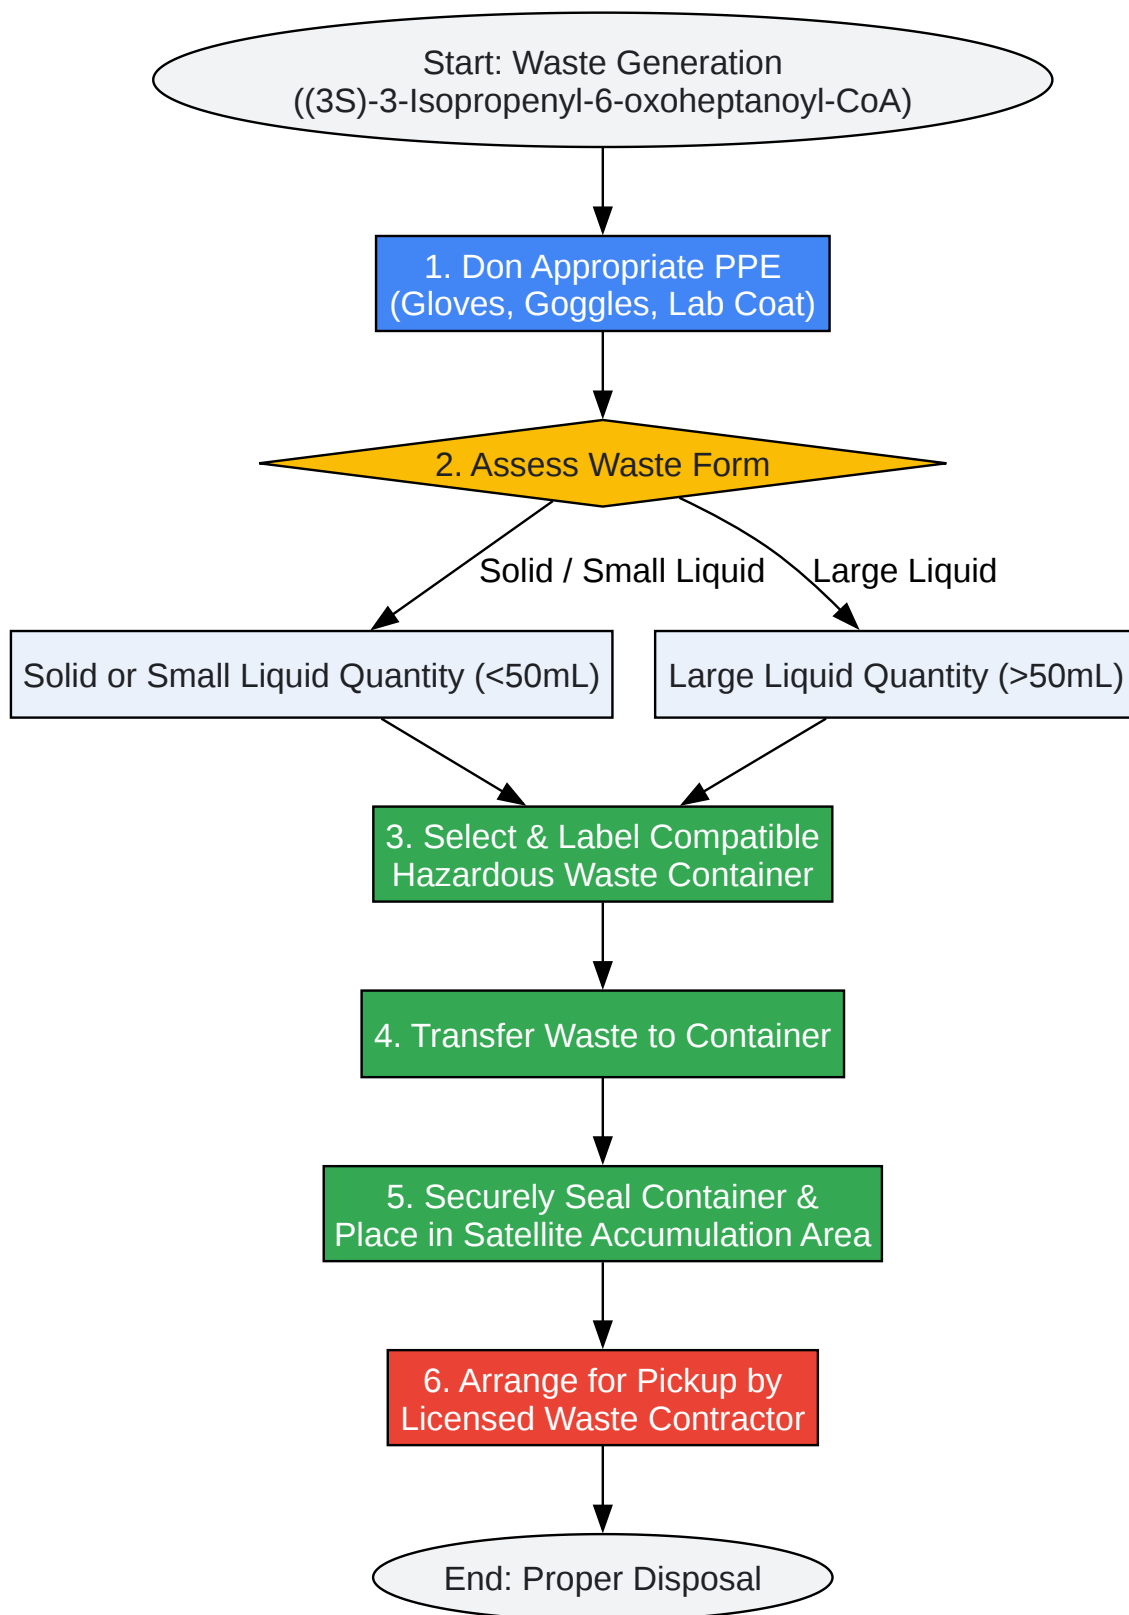 Start: Waste Generation
((3S)-3-Isopropenyl-6-oxoheptanoyl-CoA)
1. Don Appropriate PPE
(Gloves, Goggles, Lab Coat)
2. Assess Waste Form
Solid / Small Liquid
Large Liquid
Solid or Small Liquid Quantity (<50mL)
Large Liquid Quantity (>50mL)
3. Select & Label Compatible
Hazardous Waste Container
4. Transfer Waste to Container
5. Securely Seal Container &
Place in Satellite Accumulation Area
6. Arrange for Pickup by
Licensed Waste Contractor
End: Proper Disposal